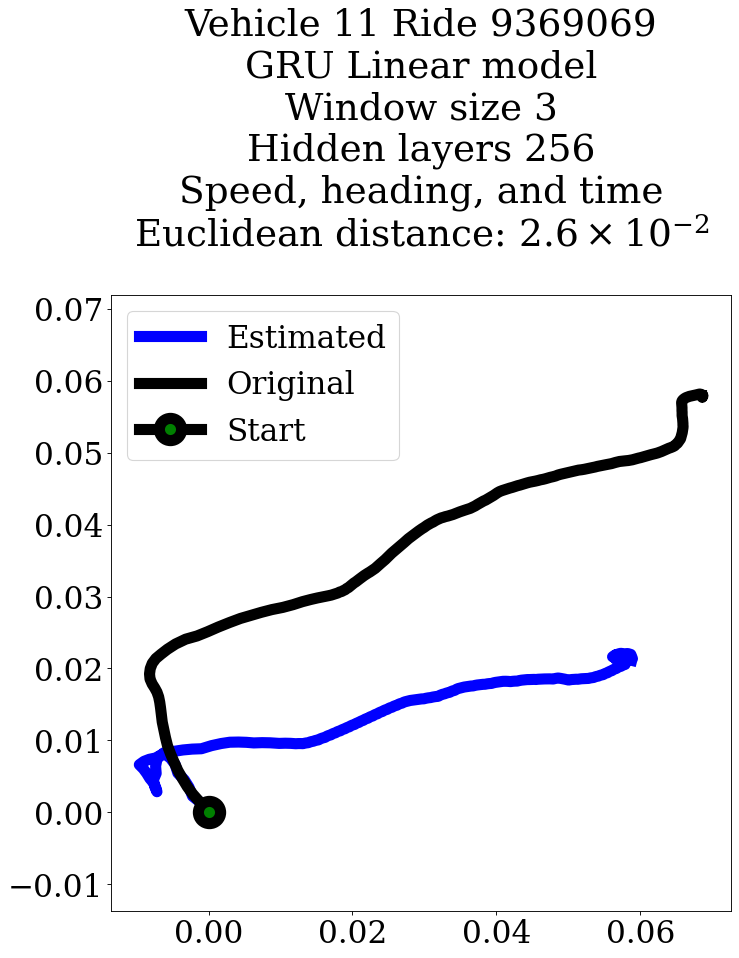 Vehicle 11 Ride 9369069
GRU Linear model
Window size 3
Hidden layers 256
Speed, heading, and time
Euclidean distance: 2.6 × 10⁻²
0.07
0.06
0.05
0.04
0.03
0.02
0.01
0.00
−0.01
Estimated
Original
Start
0.00 0.02 0.04 0.06